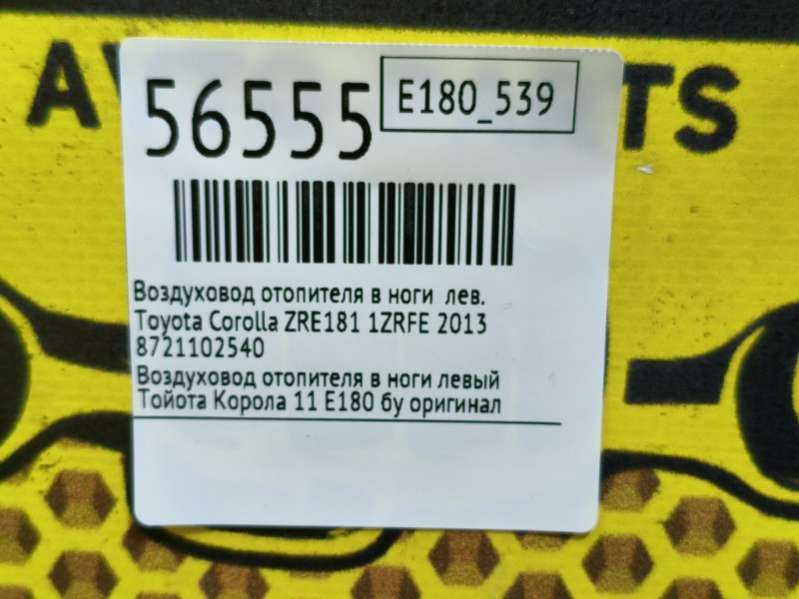 56555
E180_539
Воздуховод отопителя в ноги лев.
Toyota Corolla ZRE181 1ZRFE 2013
8721102540
Воздуховод отопителя в ноги левый
Тойота Корола 11 Е180 бу оригинал